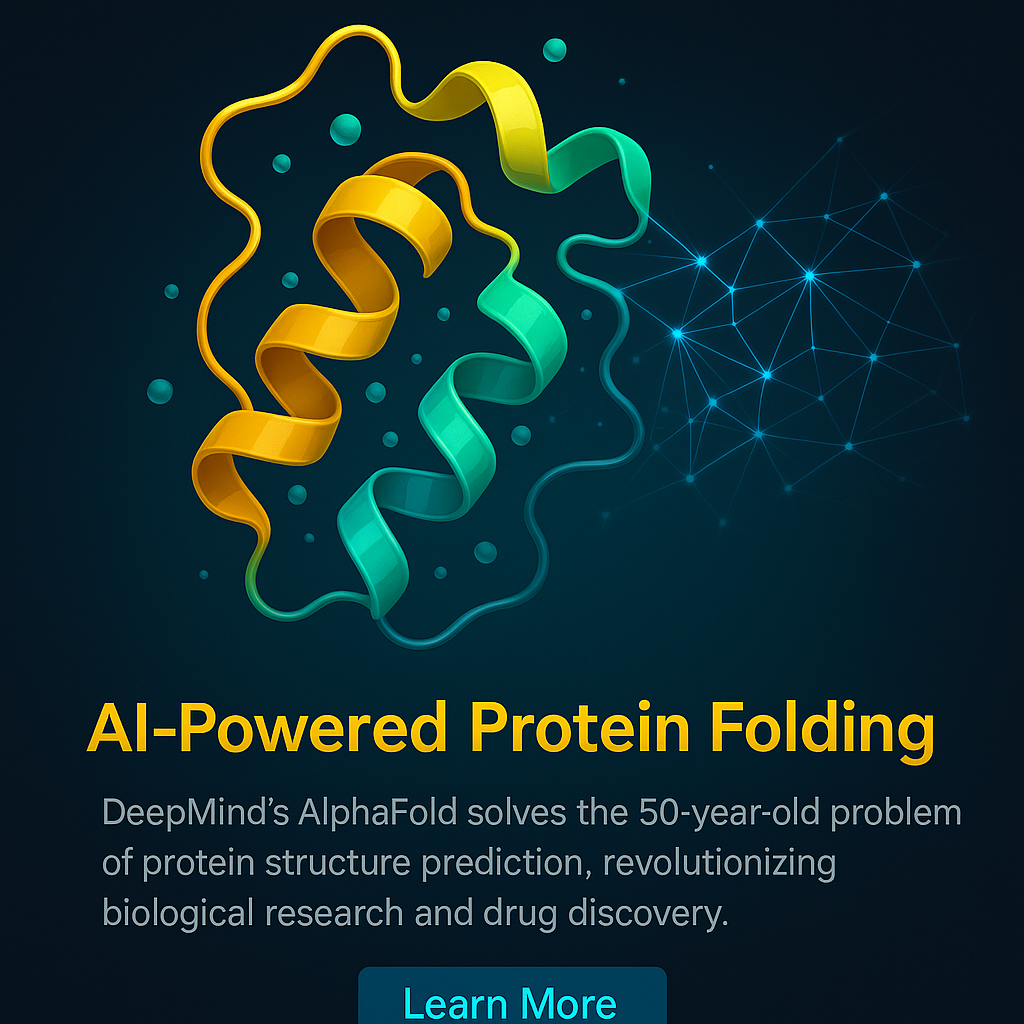 AI-Powered Protein Folding
DeepMind’s AlphaFold solves the 50-year-old problem
of protein structure prediction, revolutionizing
biological research and drug discovery.
Learn More